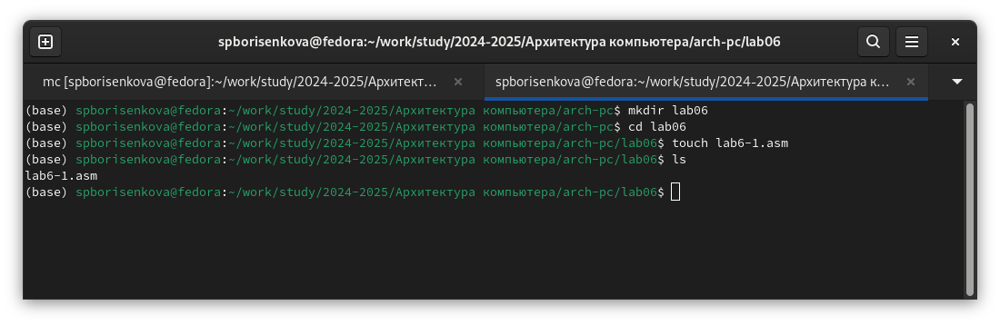 spborisenkova@fedora:~/work/study/2024-2025/Архитектура компьютера/arch-pc/lab06
mc [spborisenkova@fedora]:~/work/study/2024-2025/Архитект...
spborisenkova@fedora:~/work/study/2024-2025/Архитектура к...
(base) spborisenkova@fedora:~/work/study/2024-2025/Архитектура компьютера/arch-pc$ mkdir lab06
(base) spborisenkova@fedora:~/work/study/2024-2025/Архитектура компьютера/arch-pc$ cd lab06
(base) spborisenkova@fedora:~/work/study/2024-2025/Архитектура компьютера/arch-pc/lab06$ touch lab6-1.asm
(base) spborisenkova@fedora:~/work/study/2024-2025/Архитектура компьютера/arch-pc/lab06$ ls
lab6-1.asm
(base) spborisenkova@fedora:~/work/study/2024-2025/Архитектура компьютера/arch-pc/lab06$